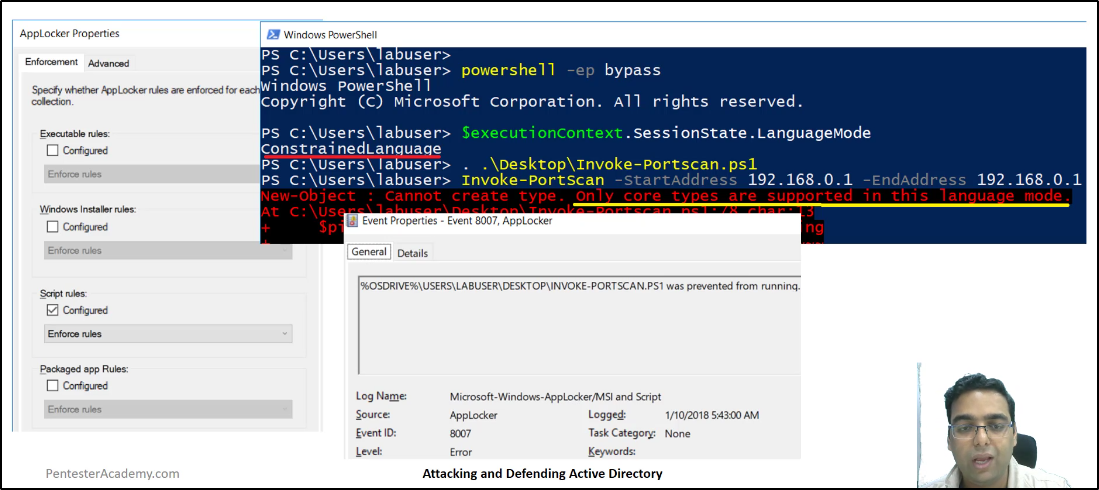 AppLocker Properties
Enforcement
Advanced
Specify whether AppLocker rules are enforced for each
collection.
Executable rules:
Configured
Enforce rules
Windows Installer rules:
Configured
Enforce rules
Script rules:
Configured
Enforce rules
Packaged app Rules:
Configured
Enforce rules
Windows PowerShell
PS C:\Users\labuser>
PS C:\Users\labuser> powershell -ep bypass
Windows PowerShell
Copyright (C) Microsoft Corporation. All rights reserved.
PS C:\Users\labuser> $executionContext.SessionState.LanguageMode
ConstrainedLanguage
PS C:\Users\labuser> . .\Desktop\Invoke-Portscan.ps1
PS C:\Users\labuser> Invoke-PortScan -StartAddress 192.168.0.1 -EndAddress 192.168.0.1
New-Object : Cannot create type. Only core types are supported in this language mode.
At C:\Users\labuser\Desktop\Invoke-Portscan.ps1:78 char:13
+ $pi
ng
+
Event Properties - Event 8007, AppLocker
General
Details
%OSDRIVE%\USERS\LABUSER\DESKTOP\INVOKE-PORTSCAN.PS1 was prevented from running.
Log Name: Microsoft-Windows-AppLocker/MSI and Script
Source: AppLocker Logged: 1/10/2018 5:43:00 AM
Event ID: 8007 Task Category: None
Level: Error Keywords:
PentesterAcademy.com
Attacking and Defending Active Directory